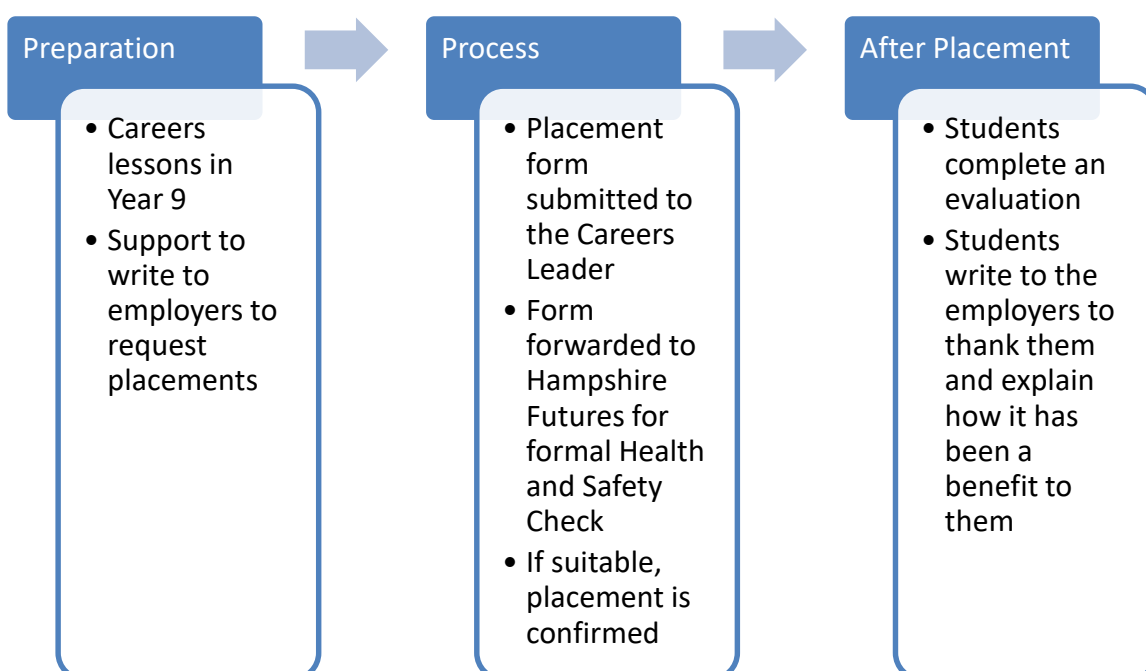 Preparation
• Careers
lessons in
Year 9
• Support to
write to
employers to
request
placements
Process
• Placement
form
submitted to
the Careers
Leader
• Form
forwarded to
Hampshire
Futures for
formal Health
and Safety
Check
• If suitable,
placement is
confirmed
After Placement
• Students
complete an
evaluation
• Students
write to the
employers to
thank them
and explain
how it has
been a
benefit to
them